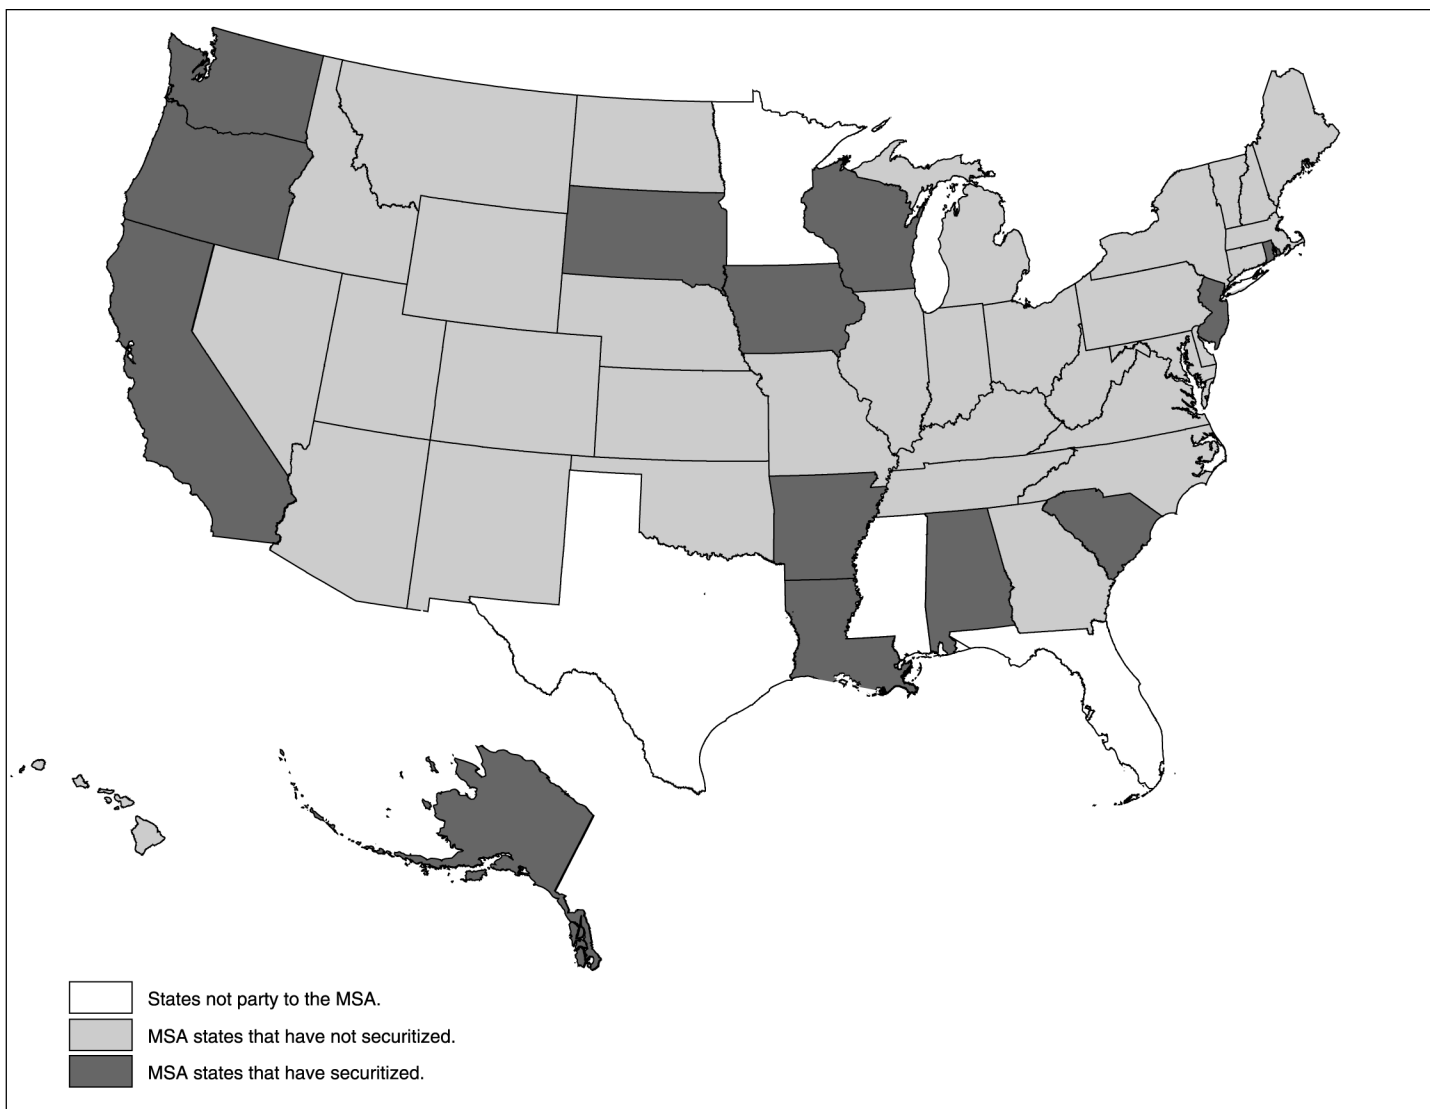 States not party to the MSA.
MSA states that have not securitized.
MSA states that have securitized.